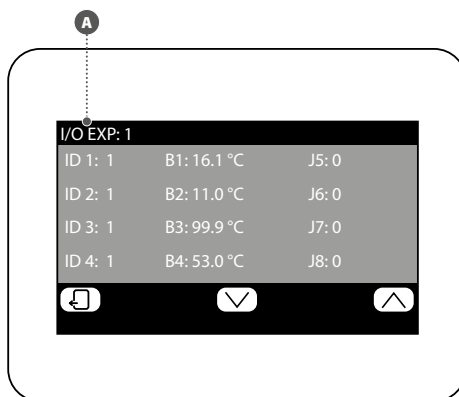 A
I/O EXP: 1
ID 1: 1 B1: 16.1 °C J5: 0
ID 2: 1 B2: 11.0 °C J6: 0
ID 3: 1 B3: 99.9 °C J7: 0
ID 4: 1 B4: 53.0 °C J8: 0